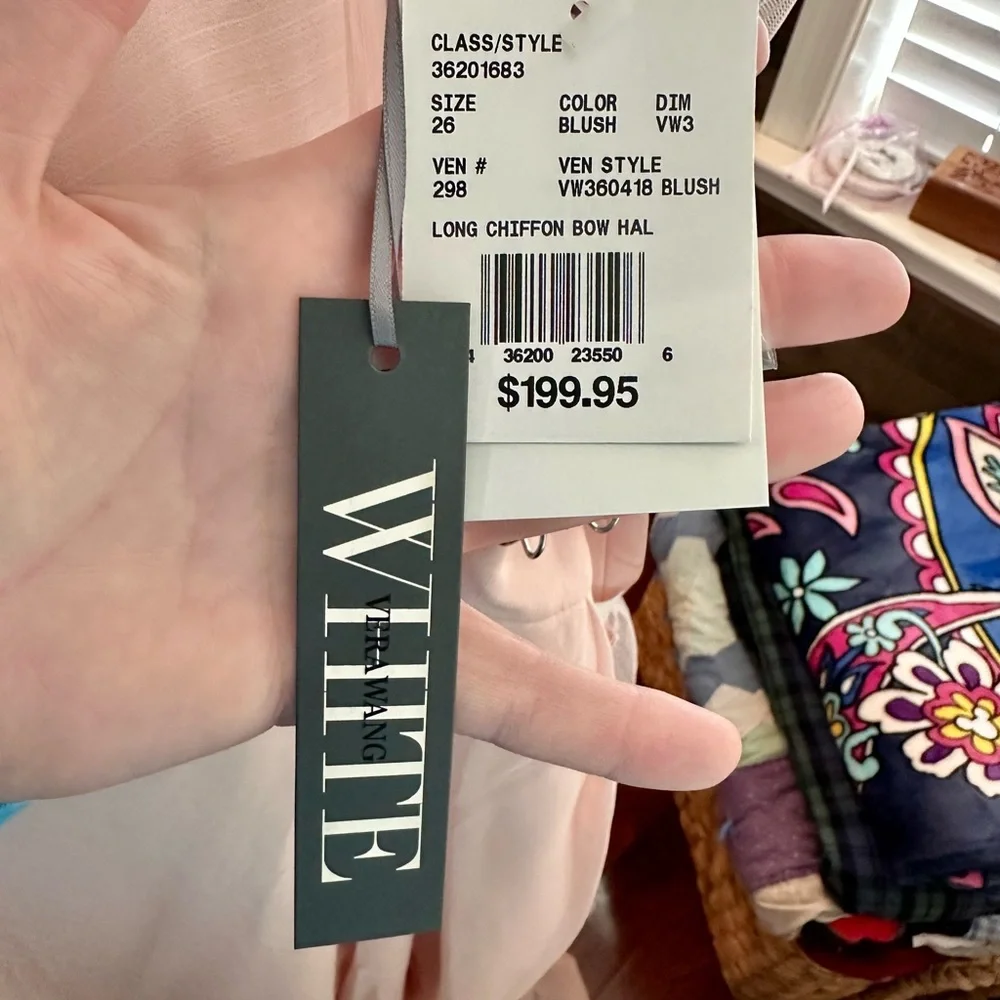 CLASS/STYLE
36201683
SIZE COLOR DIM
26 BLUSH VW3
VEN # VEN STYLE
298 VW360418 BLUSH
LONG CHIFFON BOW HAL
4 36200 23550 6
$199.95
WHITE
VERA WANG